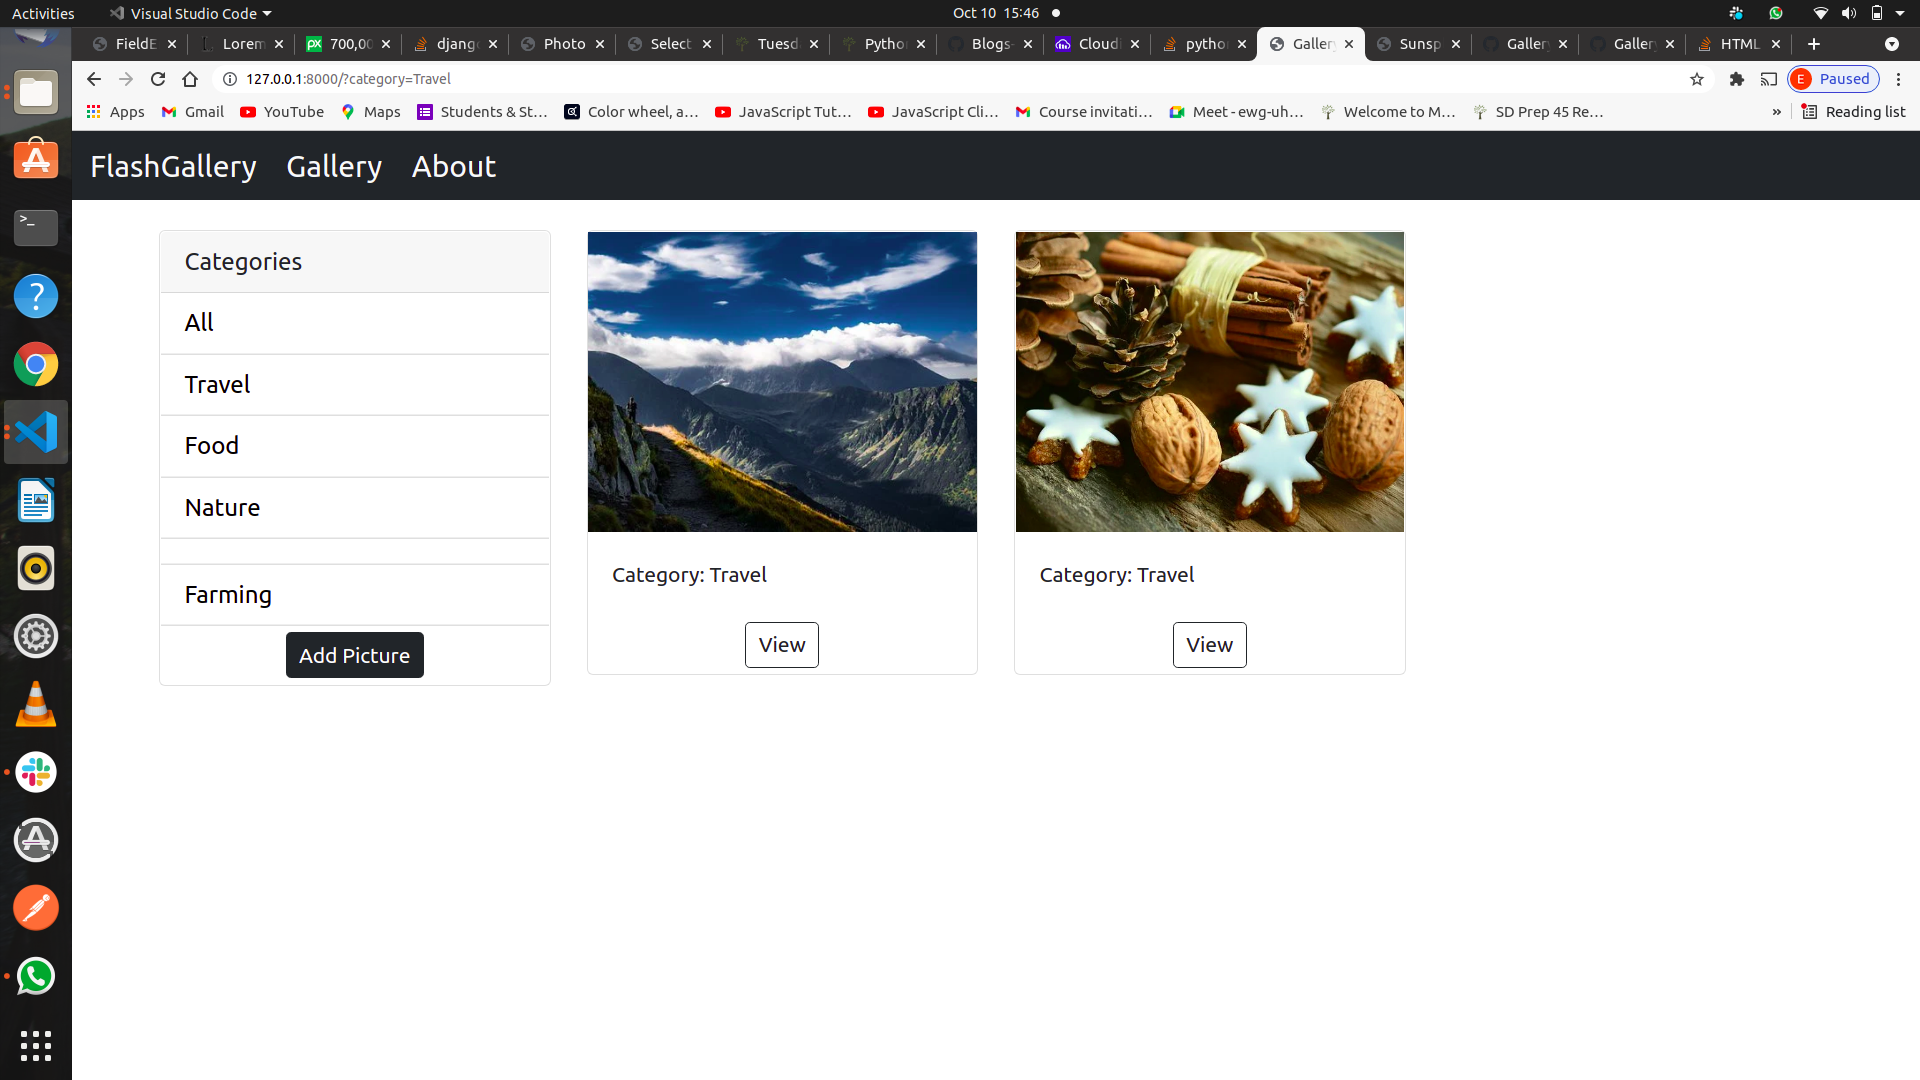 Activities
Visual Studio Code
Oct 10 15:46
FieldE
Lorem
700,00
djang
Photo
Select
Tuesd
Python
Blogs-
Cloudi
pytho
Galler
Sunsp
Galler
Galler
HTML
127.0.0.1:8000/?category=Travel
E Paused
Apps
Gmail
YouTube
Maps
Students & St...
Color wheel, a...
JavaScript Tut...
JavaScript Cli...
Course invitati...
Meet - ewg-uh...
Welcome to M...
SD Prep 45 Re...
»
Reading list
FlashGallery Gallery About
Categories
All
Travel
Food
Nature
Farming
Add Picture
Category: Travel
View
Category: Travel
View